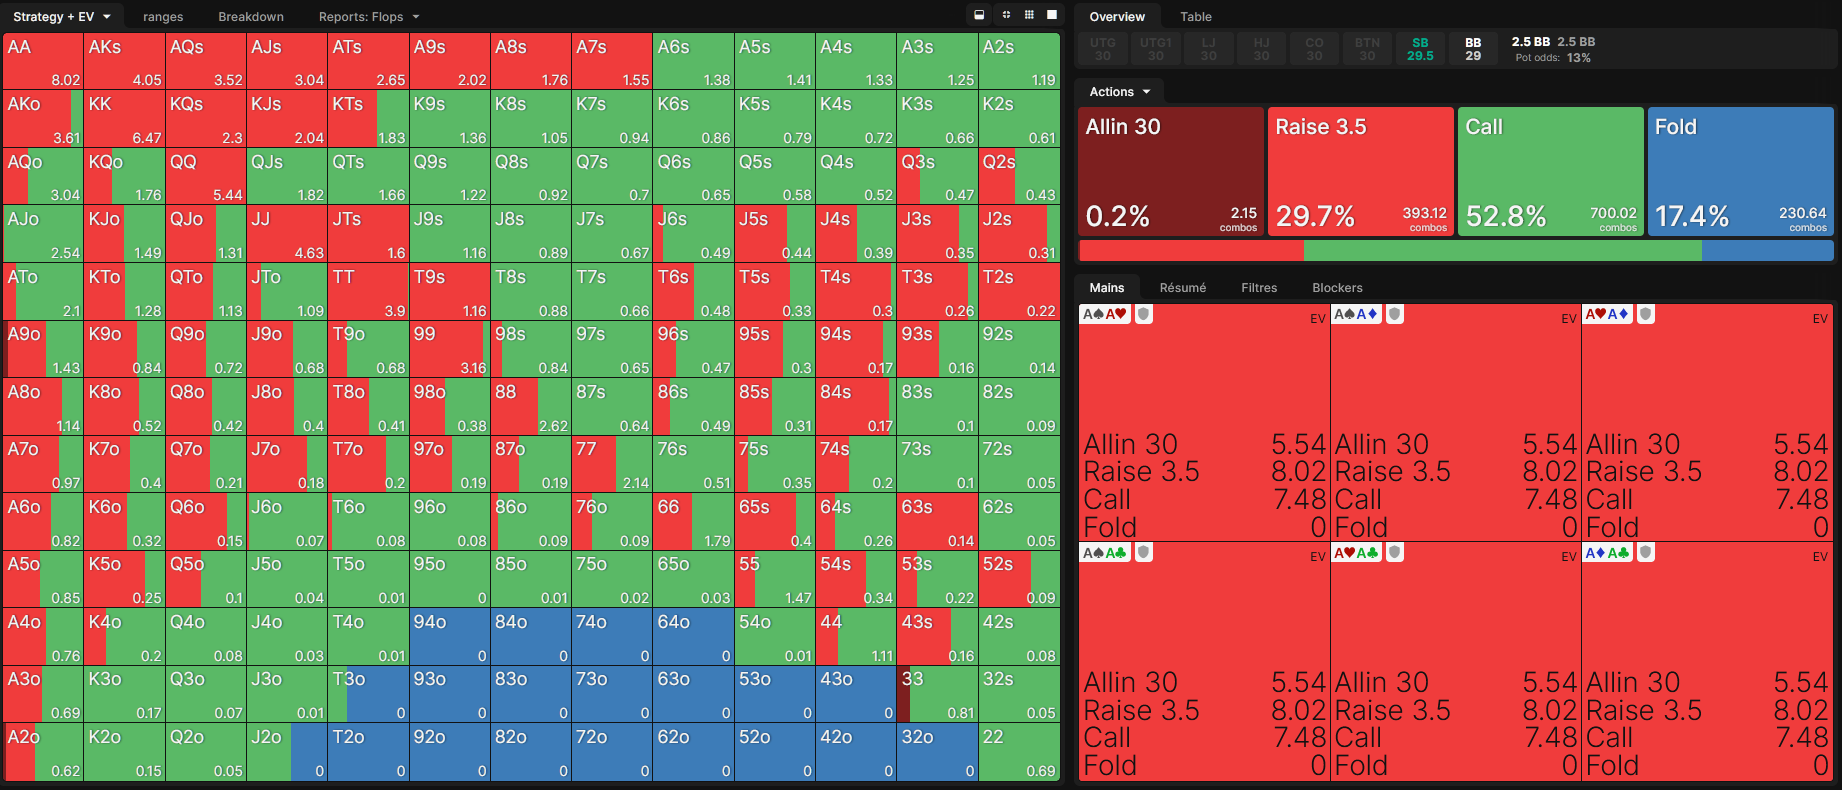 Strategy + EV ranges Breakdown Reports: Flops
AA AKs AQs AJs ATs A9s A8s A7s A6s A5s A4s A3s A2s
8.02 4.05 3.52 3.04 2.65 2.02 1.76 1.55 1.38 1.41 1.33 1.25 1.19
AKo KK KQs KJs KTs K9s K8s K7s K6s K5s K4s K3s K2s
3.61 6.47 2.3 2.04 1.83 1.36 1.05 0.94 0.86 0.79 0.72 0.66 0.61
AQo KQo QQ QJs QTs Q9s Q8s Q7s Q6s Q5s Q4s Q3s Q2s
3.04 1.76 5.44 1.82 1.66 1.22 0.92 0.7 0.65 0.58 0.52 0.47 0.43
AJo KJo QJo JJ JTs J9s J8s J7s J6s J5s J4s J3s J2s
2.54 1.49 1.31 4.63 1.6 1.16 0.89 0.67 0.49 0.44 0.39 0.35 0.31
ATo KTo QTo JTo TT T9s T8s T7s T6s T5s T4s T3s T2s
2.1 1.28 1.13 1.09 3.9 1.16 0.88 0.66 0.48 0.33 0.3 0.26 0.22
A9o K9o Q9o J9o T9o 99 98s 97s 96s 95s 94s 93s 92s
1.43 0.84 0.72 0.68 0.68 3.16 0.84 0.65 0.47 0.3 0.17 0.16 0.14
A8o K8o Q8o J8o T8o 98o 88 87s 86s 85s 84s 83s 82s
1.14 0.52 0.42 0.4 0.41 0.38 2.62 0.64 0.49 0.31 0.17 0.1 0.09
A7o K7o Q7o J7o T7o 97o 87o 77 76s 75s 74s 73s 72s
0.97 0.4 0.21 0.18 0.2 0.19 0.19 2.14 0.51 0.35 0.2 0.1 0.05
A6o K6o Q6o J6o T6o 96o 86o 76o 66 65s 64s 63s 62s
0.82 0.32 0.15 0.07 0.08 0.08 0.09 0.09 1.79 0.4 0.26 0.14 0.05
A5o K5o Q5o J5o T5o 95o 85o 75o 65o 55 54s 53s 52s
0.85 0.25 0.1 0.04 0.01 0 0.01 0.02 0.03 1.47 0.34 0.22 0.09
A4o K4o Q4o J4o T4o 94o 84o 74o 64o 54o 44 43s 42s
0.76 0.2 0.08 0.03 0.01 0 0 0 0 0.01 1.11 0.16 0.08
A3o K3o Q3o J3o T3o 93o 83o 73o 63o 53o 43o 33 32s
0.69 0.17 0.07 0.01 0 0 0 0 0 0 0 0.81 0.05
A2o K2o Q2o J2o T2o 92o 82o 72o 62o 52o 42o 32o 22
0.62 0.15 0.05 0 0 0 0 0 0 0 0 0 0.69
Overview Table
UTG UTG1 LJ HJ CO BTN SB BB 2.5 BB 2.5 BB
30 30 30 30 30 30 29.5 29 Pot odds: 13%
Actions
Allin 30 Raise 3.5 Call Fold
0.2% 2.15 29.7% 393.12 52.8% 700.02 17.4% 230.64
combos combos combos combos
Mains Résumé Filtres Blockers
A♠A♥ EV A♠A♦ EV A♥A♦ EV
Allin 30 5.54 Allin 30 5.54 Allin 30 5.54
Raise 3.5 8.02 Raise 3.5 8.02 Raise 3.5 8.02
Call 7.48 Call 7.48 Call 7.48
Fold 0 Fold 0 Fold 0
A♠A♣ EV A♥A♣ EV A♦A♣ EV
Allin 30 5.54 Allin 30 5.54 Allin 30 5.54
Raise 3.5 8.02 Raise 3.5 8.02 Raise 3.5 8.02
Call 7.48 Call 7.48 Call 7.48
Fold 0 Fold 0 Fold 0